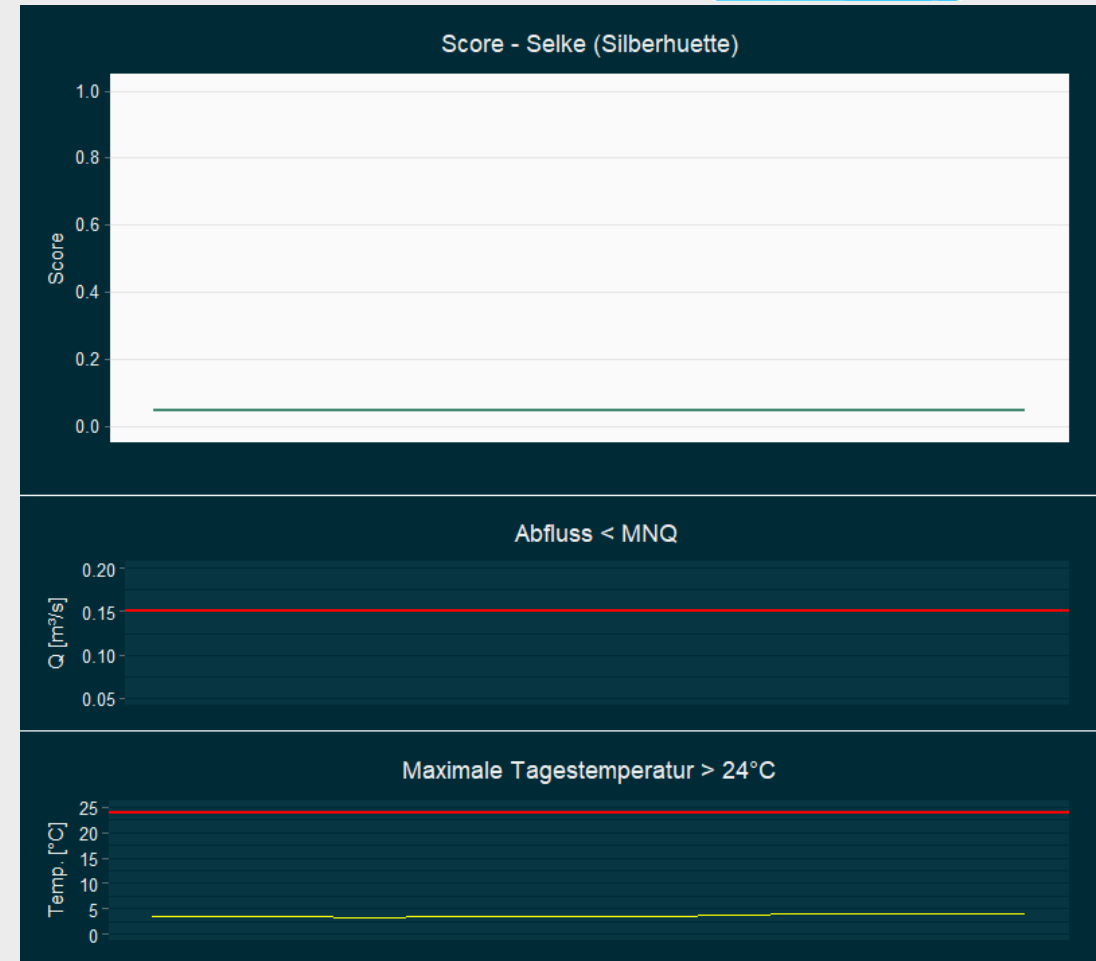 Score - Selke (Silberhuette)
1.0
0.8
0.6
0.4
0.2
0.0
Score
Abfluss < MNQ
0.20
0.15
0.10
0.05
Q [m³/s]
Maximale Tagestemperatur > 24°C
25
20
15
10
5
0
Temp. [°C]